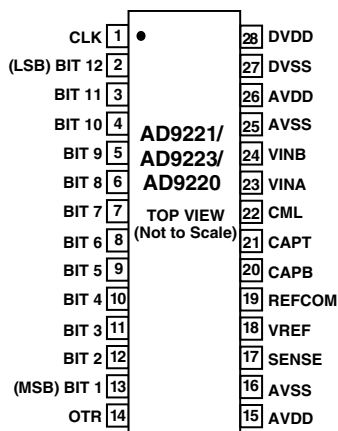 CLK 1 28 DVDD
(LSB) BIT 12 2 27 DVSS
BIT 11 3 26 AVDD
BIT 10 4 25 AVSS
BIT 9 5 24 VINB
BIT 8 6 23 VINA
BIT 7 7 22 CML
BIT 6 8 21 CAPT
BIT 5 9 20 CAPB
BIT 4 10 19 REFCOM
BIT 3 11 18 VREF
BIT 2 12 17 SENSE
(MSB) BIT 1 13 16 AVSS
OTR 14 15 AVDD
AD9221/
AD9223/
AD9220
TOP VIEW
(Not to Scale)